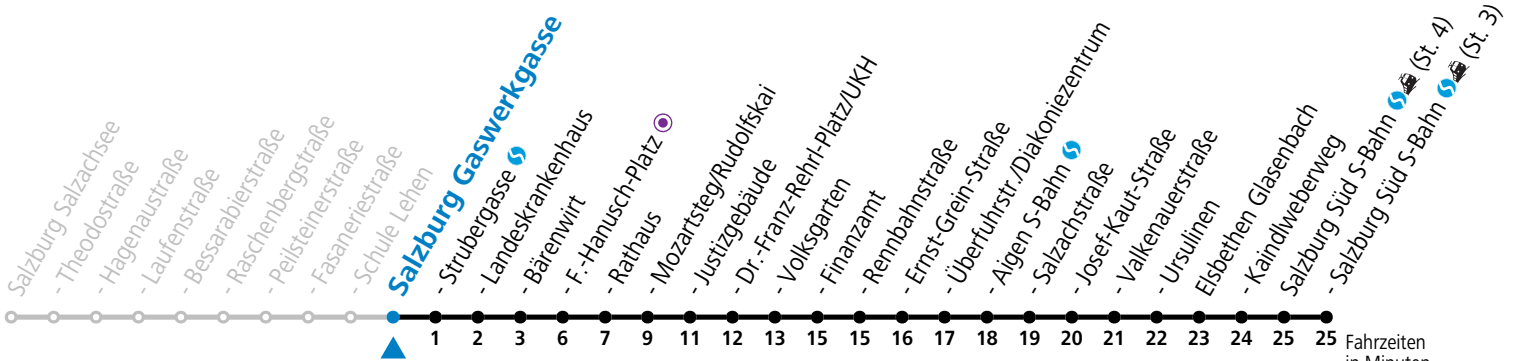 Salzburg Salzachsee
- Theodostraße
- Hagenaustraße
- Laufenstraße
- Bessarabierstraße
- Raschenbergstraße
- Peilsteinerstraße
- Fasaneriestraße
- Schule Lehen
Salzburg Gaswerkgasse
- Strubergasse
- Landeskrankenhaus
- Bärenwirt
- F.-Hanusch-Platz
- Rathaus
- Mozartsteg/Rudolfskai
- Justizgebäude
- Dr.-Franz-Rehrl-Platz/UKH
- Volksgarten
- Finanzamt
- Rennbahnstraße
- Ernst-Grein-Straße
- Überfuhrstr./Diakoniezentrum
- Aigen S-Bahn
- Salzachstraße
- Josef-Kaut-Straße
- Valkenauerstraße
- Ursulinen
Elsbethen Glasenbach
- Kaindlweberweg
Salzburg Süd S-Bahn (St. 4)
- Salzburg Süd S-Bahn (St. 3)
1 2 3 6 7 9 11 12 13 15 15 16 17 18 19 20 21 22 23 24 25 25
Fahrzeiten
in Minuten